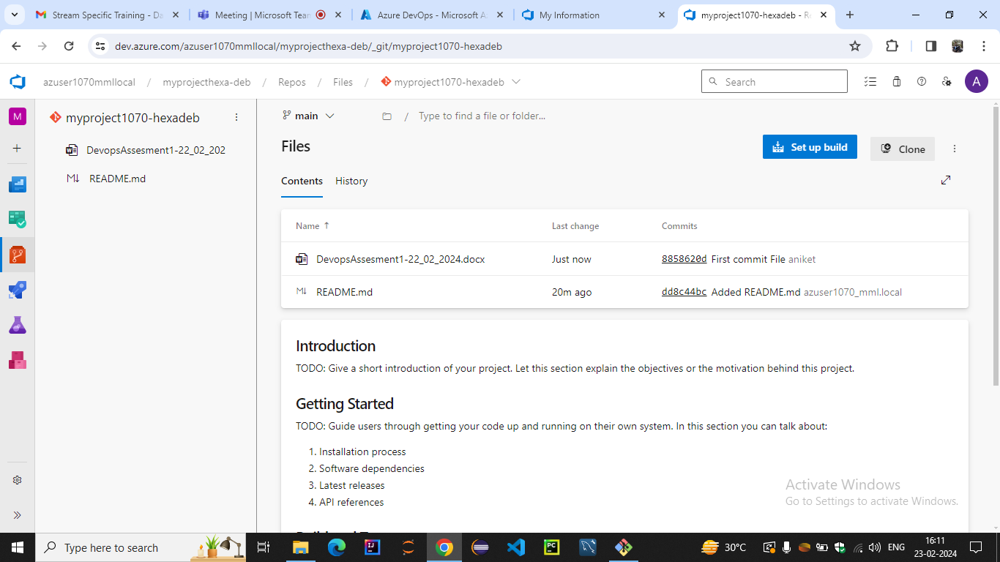 Stream Specific Training - Da
Meeting | Microsoft Team
Azure DevOps - Microsoft A
My Information
myproject1070-hexadeb - Re
dev.azure.com/azuser1070mmllocal/myprojecthexa-deb/_git/myproject1070-hexadeb
azuser1070mmllocal / myprojecthexa-deb / Repos / Files / myproject1070-hexadeb
Search
A
M
myproject1070-hexadeb
DevopsAssesment1-22_02_202
README.md
main
/ Type to find a file or folder...
Files
Set up build
Clone
Contents
History
Name ↑ Last change Commits
DevopsAssesment1-22_02_2024.docx Just now 8858620d First commit File aniket
README.md 20m ago dd8c44bc Added README.md azuser1070_mml.local
Introduction
TODO: Give a short introduction of your project. Let this section explain the objectives or the motivation behind this project.
Getting Started
TODO: Guide users through getting your code up and running on their own system. In this section you can talk about:
1. Installation process
2. Software dependencies
3. Latest releases
4. API references
Activate Windows
Go to Settings to activate Windows.
Type here to search
30°C
ENG
16:11
23-02-2024